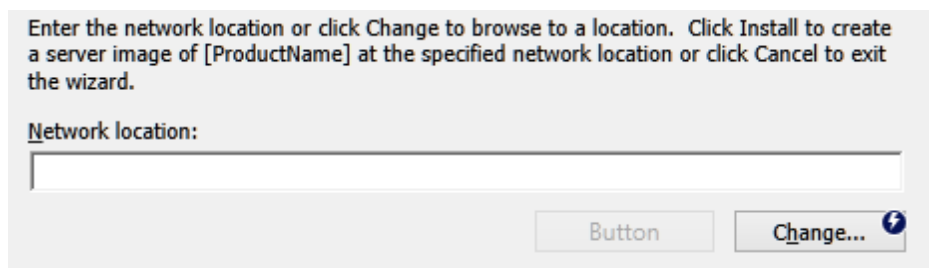 Enter the network location or click Change to browse to a location.  Click Install to create
a server image of [ProductName] at the specified network location or click Cancel to exit
the wizard.
Network location:
Button
Change...